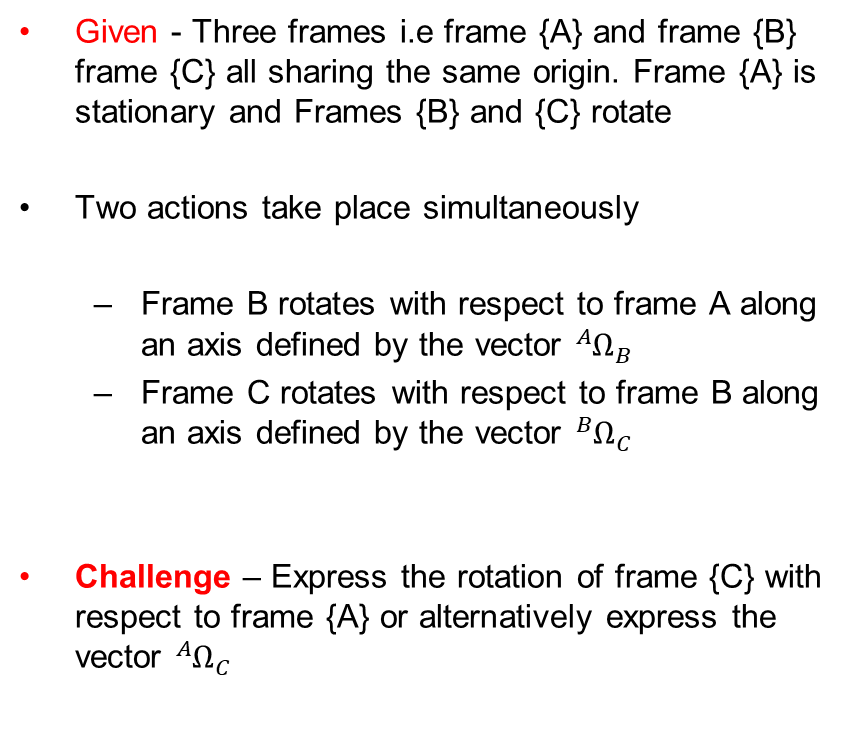 • Given - Three frames i.e frame {A} and frame {B}
frame {C} all sharing the same origin. Frame {A} is
stationary and Frames {B} and {C} rotate
• Two actions take place simultaneously
– Frame B rotates with respect to frame A along
an axis defined by the vector ᴬΩ_B
– Frame C rotates with respect to frame B along
an axis defined by the vector ᴮΩ_C
• Challenge – Express the rotation of frame {C} with
respect to frame {A} or alternatively express the
vector ᴬΩ_C